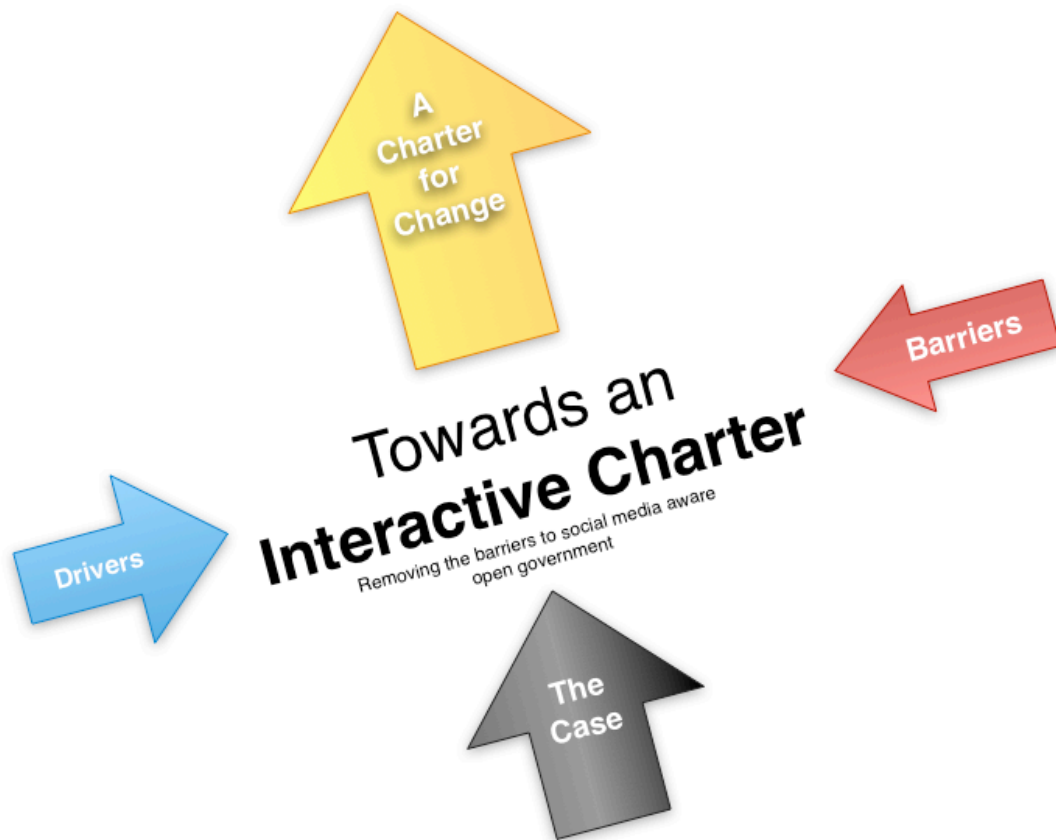 A
Charter
for
Change
Barriers
Towards an
Interactive Charter
Removing the barriers to social media aware
open government
Drivers
The
Case